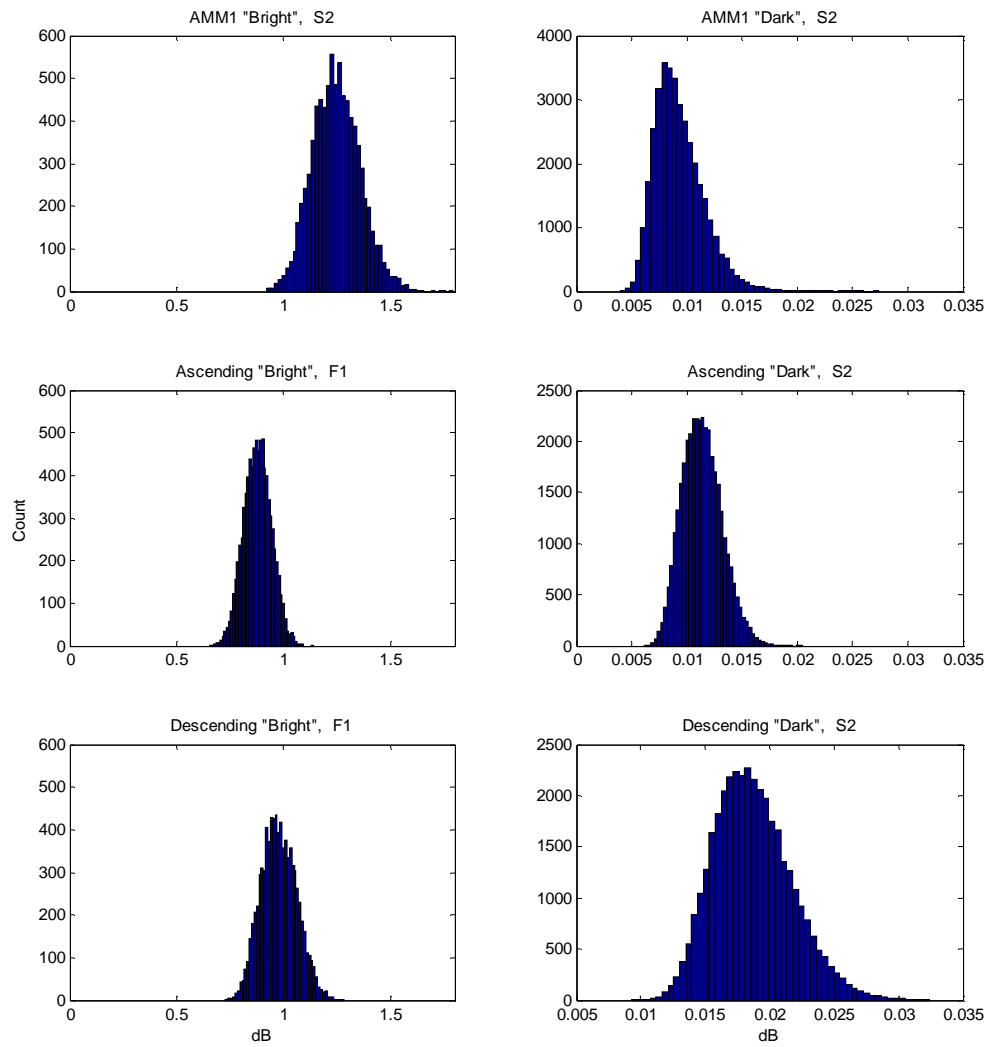 AMM1 "Bright", S2
600
500
400
300
200
100
0
0 0.5 1 1.5
AMM1 "Dark", S2
4000
3000
2000
1000
0
0 0.005 0.01 0.015 0.02 0.025 0.03 0.035
Ascending "Bright", F1
600
500
400
300
200
100
0
Count
0 0.5 1 1.5
Ascending "Dark", S2
2500
2000
1500
1000
500
0
0 0.005 0.01 0.015 0.02 0.025 0.03 0.035
Descending "Bright", F1
600
500
400
300
200
100
0
0 0.5 1 1.5
dB
Descending "Dark", S2
2500
2000
1500
1000
500
0
0.005 0.01 0.015 0.02 0.025 0.03 0.035
dB